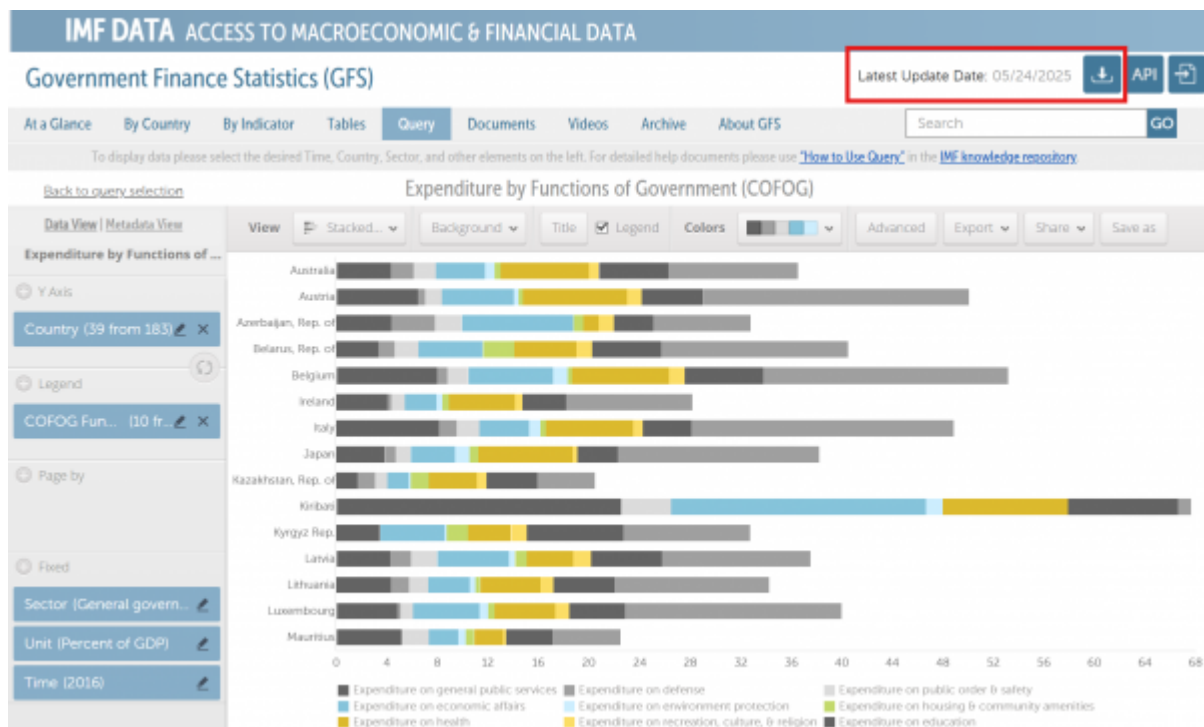 IMF DATA ACCESS TO MACROECONOMIC & FINANCIAL DATA
Government Finance Statistics (GFS)
Latest Update Date: 05/24/2025
API
At a Glance By Country By Indicator Tables Query Documents Videos Archive About GFS
Search GO
To display data please select the desired Time, Country, Sector, and other elements on the left. For detailed help documents please use "How to Use Query" in the IMF knowledge repository
Back to query selection
Expenditure by Functions of Government (COFOG)
Data View | Metadata View
View Stacked... Background Title Legend Colors Advanced Export Share Save as
Expenditure by Functions of ...
Y Axis
Country (39 from 183)
Legend
COFOG Fun... (10 fr...
Page by
Fixed
Sector (General govern...
Unit (Percent of GDP)
Time (2016)
Australia
Austria
Azerbaijan, Rep. of
Belarus, Rep. of
Belgium
Ireland
Italy
Japan
Kazakhstan, Rep. of
Kiribati
Kyrgyz Rep.
Latvia
Lithuania
Luxembourg
Mauritius
0 4 8 12 16 20 24 28 32 36 40 44 48 52 56 60 64 68
Expenditure on general public services Expenditure on defense Expenditure on public order & safety
Expenditure on economic affairs Expenditure on environment protection Expenditure on housing & community amenities
Expenditure on health Expenditure on recreation, culture, & religion Expenditure on education